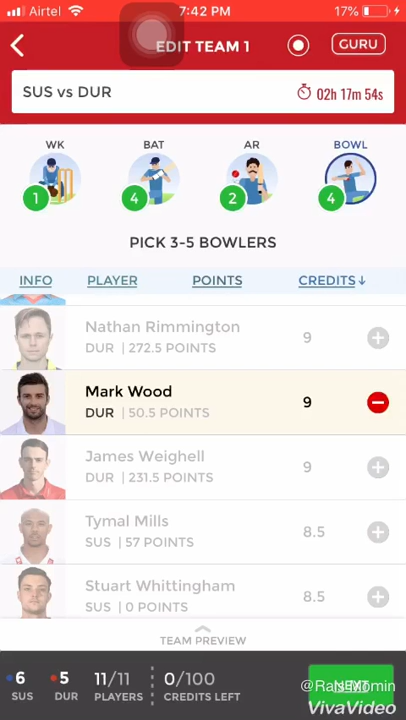 Airtel 7:42 PM 17%
EDIT TEAM 1 GURU
SUS vs DUR 02h 17m 54s
WK BAT AR BOWL
1 4 2 4
PICK 3-5 BOWLERS
INFO PLAYER POINTS CREDITS↓
Nathan Rimmington
DUR | 272.5 POINTS 9
Mark Wood
DUR | 50.5 POINTS 9
James Weighell
DUR | 231.5 POINTS 9
Tymal Mills
SUS | 57 POINTS 8.5
Stuart Whittingham
SUS | 0 POINTS 8.5
TEAM PREVIEW
6 5 11/11 0/100
SUS DUR PLAYERS CREDITS LEFT
NEXT
VivaVideo